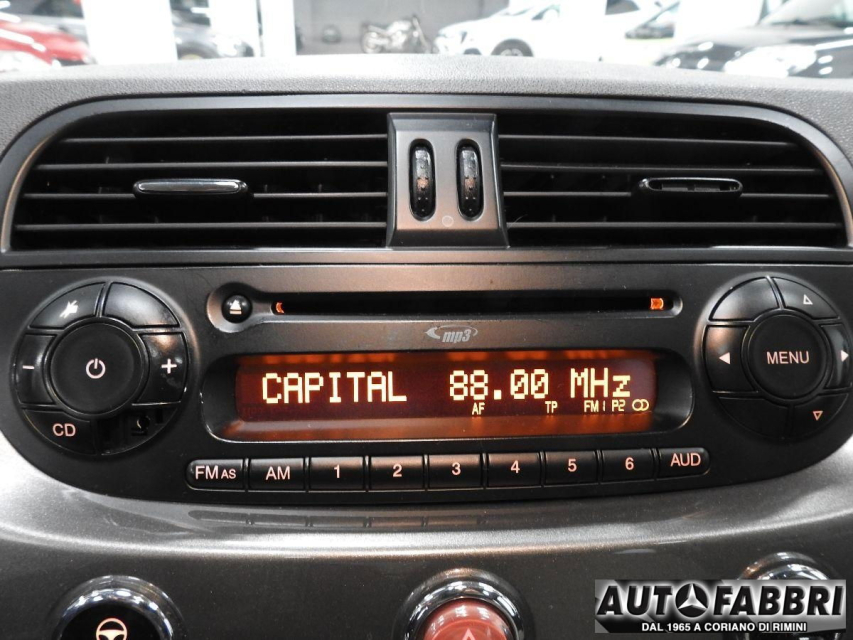 mp3
CAPITAL 88.00 MHz
AF TP FM1 P2
MENU
CD
FM AS AM 1 2 3 4 5 6 AUD
AUTOFABBRI
DAL 1965 A CORIANO DI RIMINI